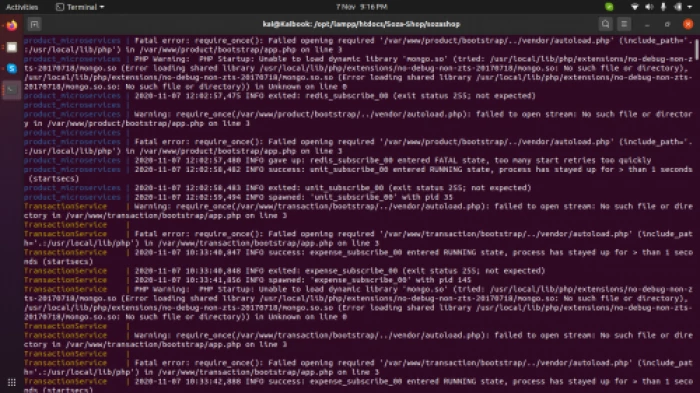 Activities Terminal 7 Nov 9:16 PM
kal@Kalbook: /opt/lampp/htdocs/Soza-Shop/sozashop
product_microservices | Fatal error: require_once(): Failed opening required '/var/www/product/bootstrap/../vendor/autoload.php' (include_path='.
:/usr/local/lib/php') in /var/www/product/bootstrap/app.php on line 3
product_microservices | PHP Warning: PHP Startup: Unable to load dynamic library 'mongo.so' (tried: /usr/local/lib/php/extensions/no-debug-non-z
ts-20170718/mongo.so (Error loading shared library /usr/local/lib/php/extensions/no-debug-non-zts-20170718/mongo.so: No such file or directory),
/usr/local/lib/php/extensions/no-debug-non-zts-20170718/mongo.so.so (Error loading shared library /usr/local/lib/php/extensions/no-debug-non-zts-
20170718/mongo.so.so: No such file or directory)) in Unknown on line 0
product_microservices | 2020-11-07 12:02:57,475 INFO exited: redis_subscribe_00 (exit status 255; not expected)
product_microservices |
product_microservices | Warning: require_once(/var/www/product/bootstrap/../vendor/autoload.php): failed to open stream: No such file or director
y in /var/www/product/bootstrap/app.php on line 3
product_microservices |
product_microservices | Fatal error: require_once(): Failed opening required '/var/www/product/bootstrap/../vendor/autoload.php' (include_path='.
:/usr/local/lib/php') in /var/www/product/bootstrap/app.php on line 3
product_microservices | 2020-11-07 12:02:57,480 INFO gave up: redis_subscribe_00 entered FATAL state, too many start retries too quickly
product_microservices | 2020-11-07 12:02:58,482 INFO success: unit_subscribe_00 entered RUNNING state, process has stayed up for > than 1 seconds
(startsecs)
product_microservices | 2020-11-07 12:02:58,483 INFO exited: unit_subscribe_00 (exit status 255; not expected)
product_microservices | 2020-11-07 12:02:59,494 INFO spawned: 'unit_subscribe_00' with pid 35
TransactionService | Warning: require_once(/var/www/transaction/bootstrap/../vendor/autoload.php): failed to open stream: No such file or dire
ctory in /var/www/transaction/bootstrap/app.php on line 3
TransactionService |
TransactionService | Fatal error: require_once(): Failed opening required '/var/www/transaction/bootstrap/../vendor/autoload.php' (include_pat
h='.:/usr/local/lib/php') in /var/www/transaction/bootstrap/app.php on line 3
TransactionService | 2020-11-07 10:33:40,847 INFO success: expense_subscribe_00 entered RUNNING state, process has stayed up for > than 1 seco
nds (startsecs)
TransactionService | 2020-11-07 10:33:40,848 INFO exited: expense_subscribe_00 (exit status 255; not expected)
TransactionService | 2020-11-07 10:33:41,856 INFO spawned: 'expense_subscribe_00' with pid 145
TransactionService | PHP Warning: PHP Startup: Unable to load dynamic library 'mongo.so' (tried: /usr/local/lib/php/extensions/no-debug-non-z
ts-20170718/mongo.so (Error loading shared library /usr/local/lib/php/extensions/no-debug-non-zts-20170718/mongo.so: No such file or directory),
/usr/local/lib/php/extensions/no-debug-non-zts-20170718/mongo.so.so (Error loading shared library /usr/local/lib/php/extensions/no-debug-non-zts-
20170718/mongo.so.so: No such file or directory)) in Unknown on line 0
TransactionService |
TransactionService | Warning: require_once(/var/www/transaction/bootstrap/../vendor/autoload.php): failed to open stream: No such file or dire
ctory in /var/www/transaction/bootstrap/app.php on line 3
TransactionService |
TransactionService | Fatal error: require_once(): Failed opening required '/var/www/transaction/bootstrap/../vendor/autoload.php' (include_pat
h='.:/usr/local/lib/php') in /var/www/transaction/bootstrap/app.php on line 3
TransactionService | 2020-11-07 10:33:42,888 INFO success: expense_subscribe_00 entered RUNNING state, process has stayed up for > than 1 seco
nds (startsecs)